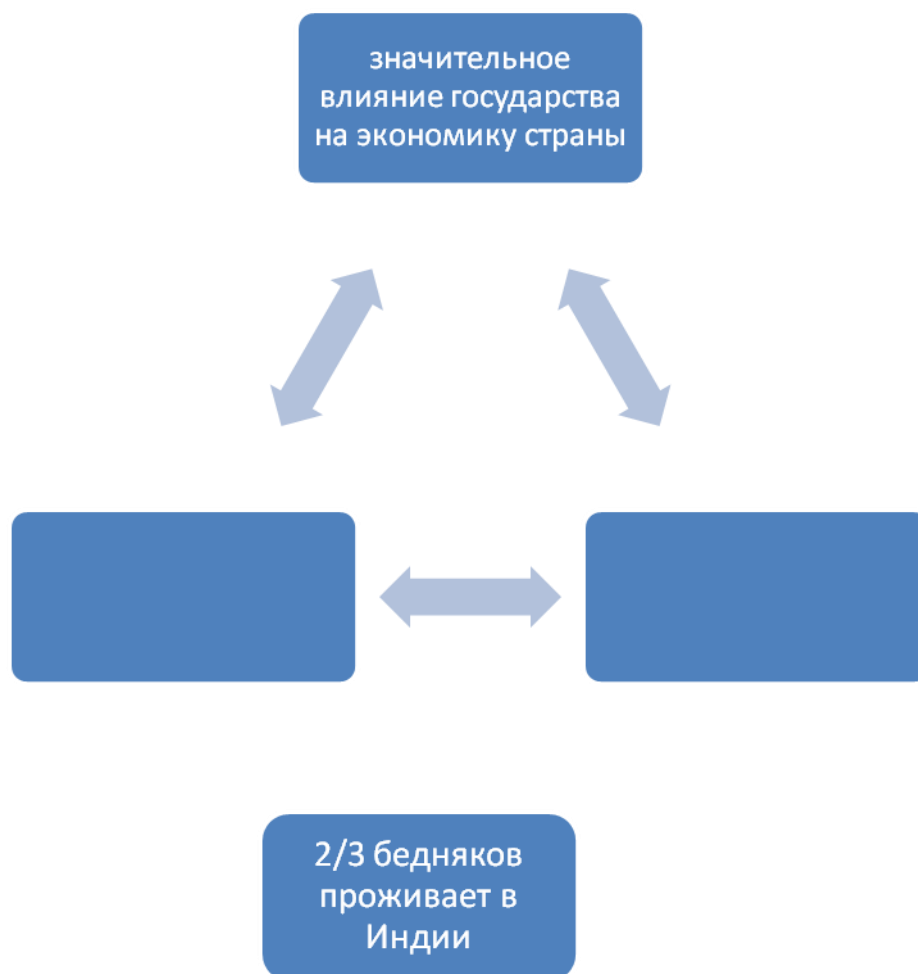 значительное
влияние государства
на экономику страны
2/3 бедняков
проживает в
Индии